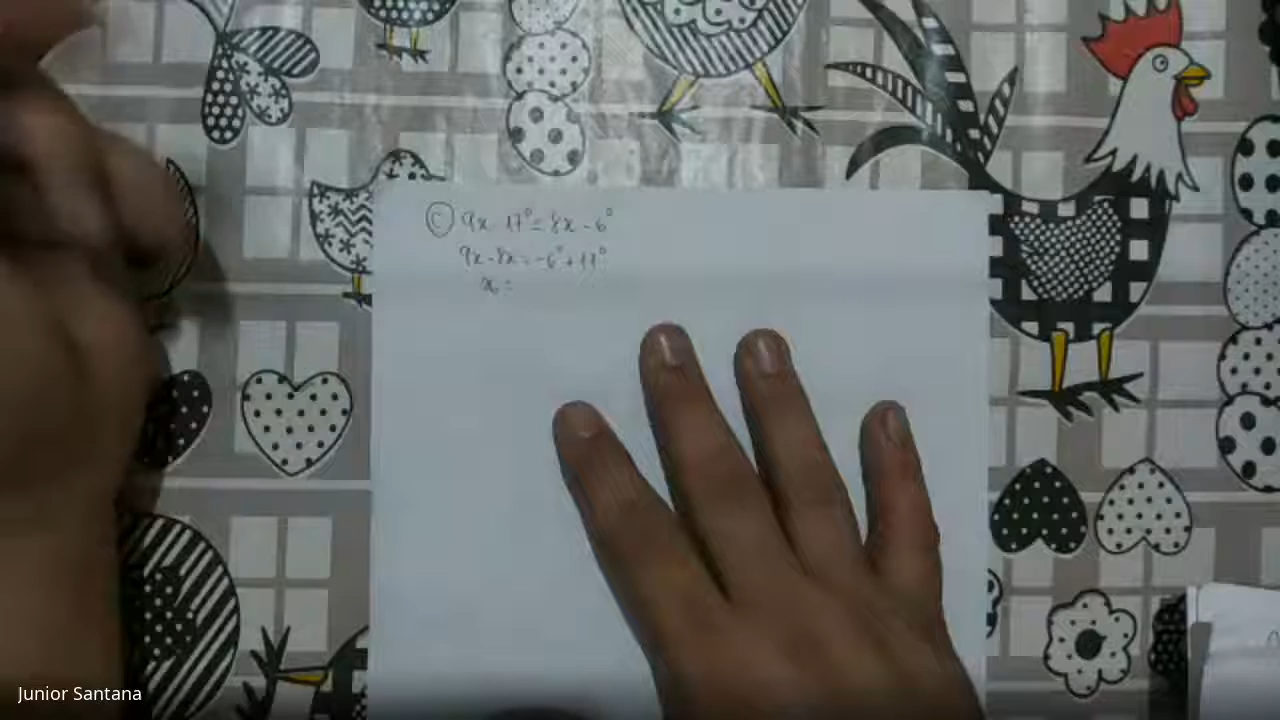 Ⓒ 9x - 17° = 8x - 6°
9x - 8x = -6° + 17°
x =
Junior Santana